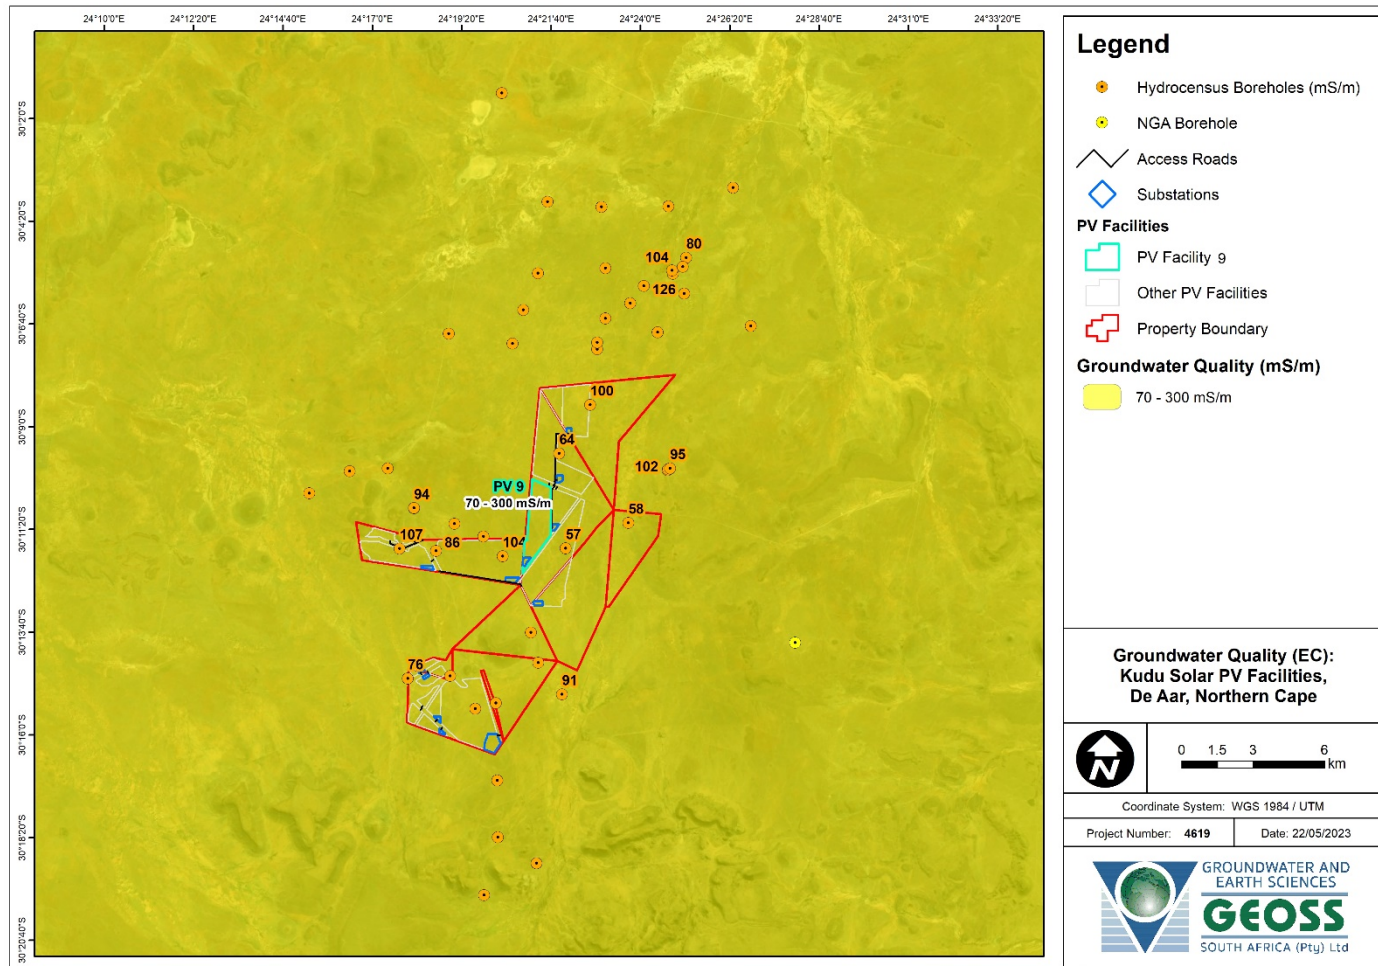 24°10'0"E
24°12'20"E
24°14'40"E
24°17'0"E
24°19'20"E
24°21'40"E
24°24'0"E
24°26'20"E
24°28'40"E
24°31'0"E
24°33'20"E
30°2'0"S
30°4'20"S
30°6'40"S
30°9'0"S
30°11'20"S
30°13'40"S
30°16'0"S
30°18'20"S
30°20'40"S
80
104
126
100
64
95
102
PV 9
70 - 300 mS/m
94
58
107
86
104
57
76
91
Legend
Hydrocensus Boreholes (mS/m)
NGA Borehole
Access Roads
Substations
PV Facilities
PV Facility 9
Other PV Facilities
Property Boundary
Groundwater Quality (mS/m)
70 - 300 mS/m
Groundwater Quality (EC):
Kudu Solar PV Facilities,
De Aar, Northern Cape
N
0 1.5 3 6
km
Coordinate System: WGS 1984 / UTM
Project Number: 4619
Date: 22/05/2023
GROUNDWATER AND
EARTH SCIENCES
GEOSS
SOUTH AFRICA (Pty) Ltd